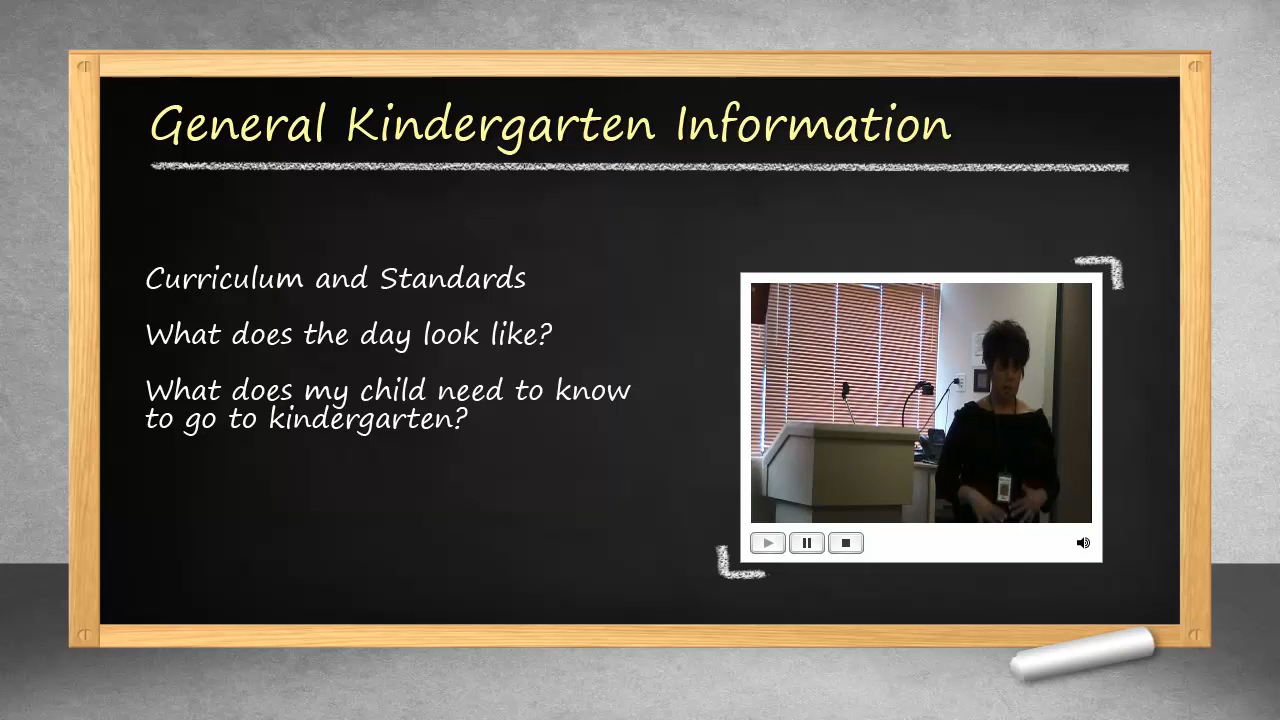 General Kindergarten Information
Curriculum and Standards
What does the day look like?
What does my child need to know
to go to kindergarten?